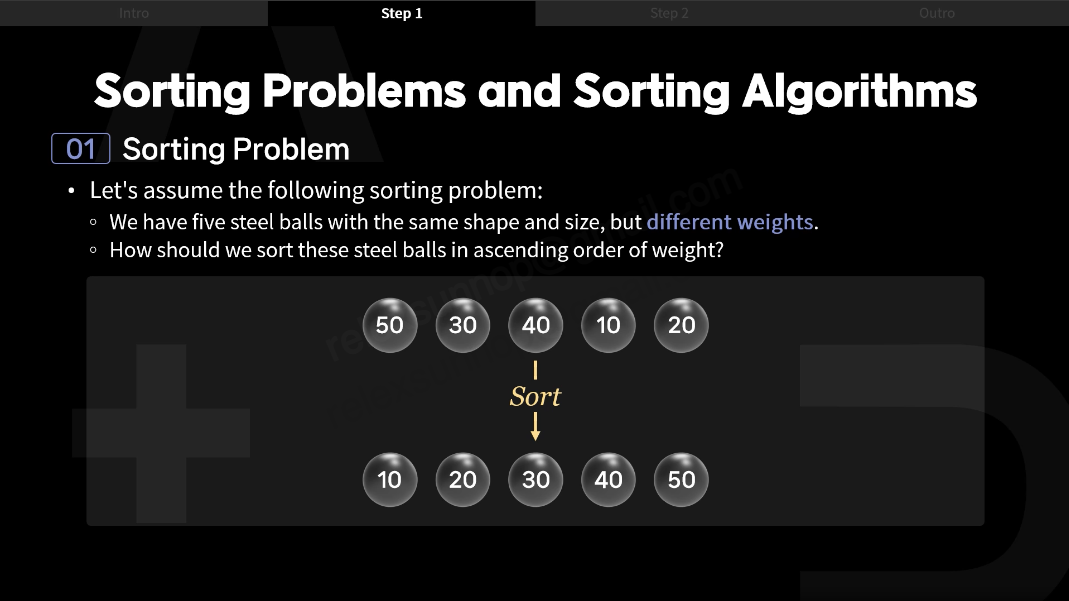 Intro Step 1 Step 2 Outro
Sorting Problems and Sorting Algorithms
01 Sorting Problem
• Let's assume the following sorting problem:
◦ We have five steel balls with the same shape and size, but different weights.
◦ How should we sort these steel balls in ascending order of weight?
50 30 40 10 20
Sort
10 20 30 40 50